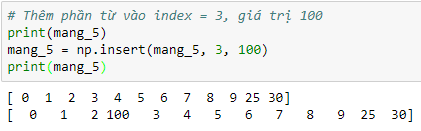 # Thêm phần từ vào index = 3, giá trị 100
print(mang_5)
mang_5 = np.insert(mang_5, 3, 100)
print(mang_5)
[ 0  1  2  3  4  5  6  7  8  9 25 30]
[  0   1   2 100   3   4   5   6   7   8   9  25  30]